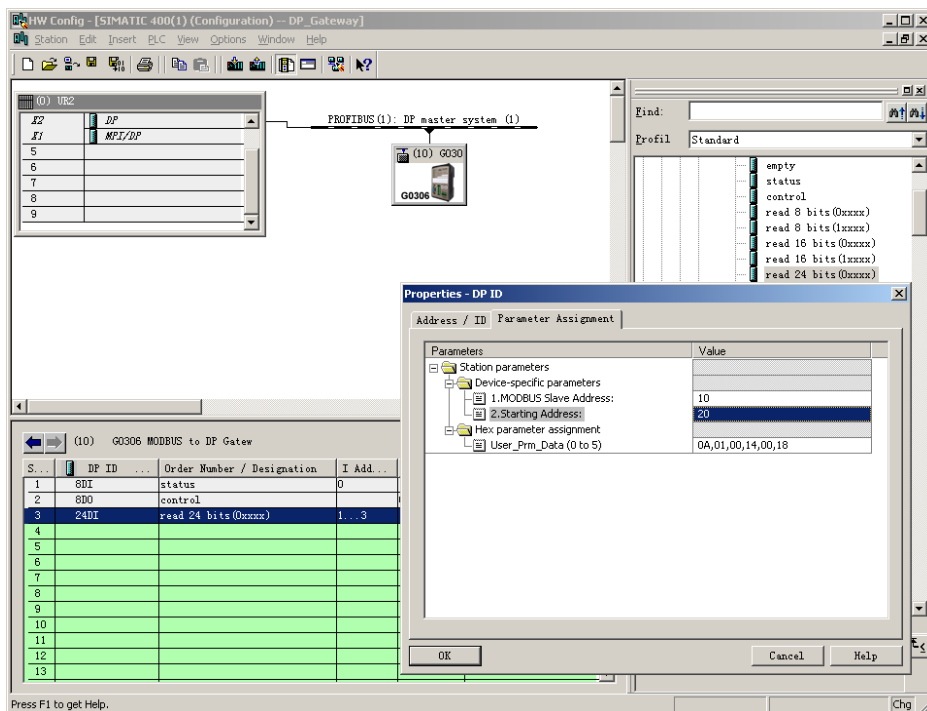 HW Config - [SIMATIC 400(1) (Configuration) -- DP_Gateway]
Station Edit Insert PLC View Options Window Help
(0) UR2
X2 DP
X1 MPI/DP
5
6
7
8
9
PROFIBUS(1): DP master system (1)
(10) G030
G0306
Find:
Profil Standard
empty
status
control
read 8 bits(0xxxx)
read 8 bits(1xxxx)
read 16 bits(0xxxx)
read 16 bits(1xxxx)
read 24 bits(0xxxx)
Properties - DP ID
Address / ID Parameter Assignment
Parameters Value
Station parameters
Device-specific parameters
1.MODBUS Slave Address: 10
2.Starting Address: 20
Hex parameter assignment
User_Prm_Data (0 to 5) 0A,01,00,14,00,18
OK Cancel Help
(10) G0306 MODBUS to DP Gatew
S... DP ID ... Order Number / Designation I Add...
1 8DI status 0
2 8DO control
3 24DI read 24 bits(0xxxx) 1...3
4
5
6
7
8
9
10
11
12
13
Press F1 to get Help. Chg